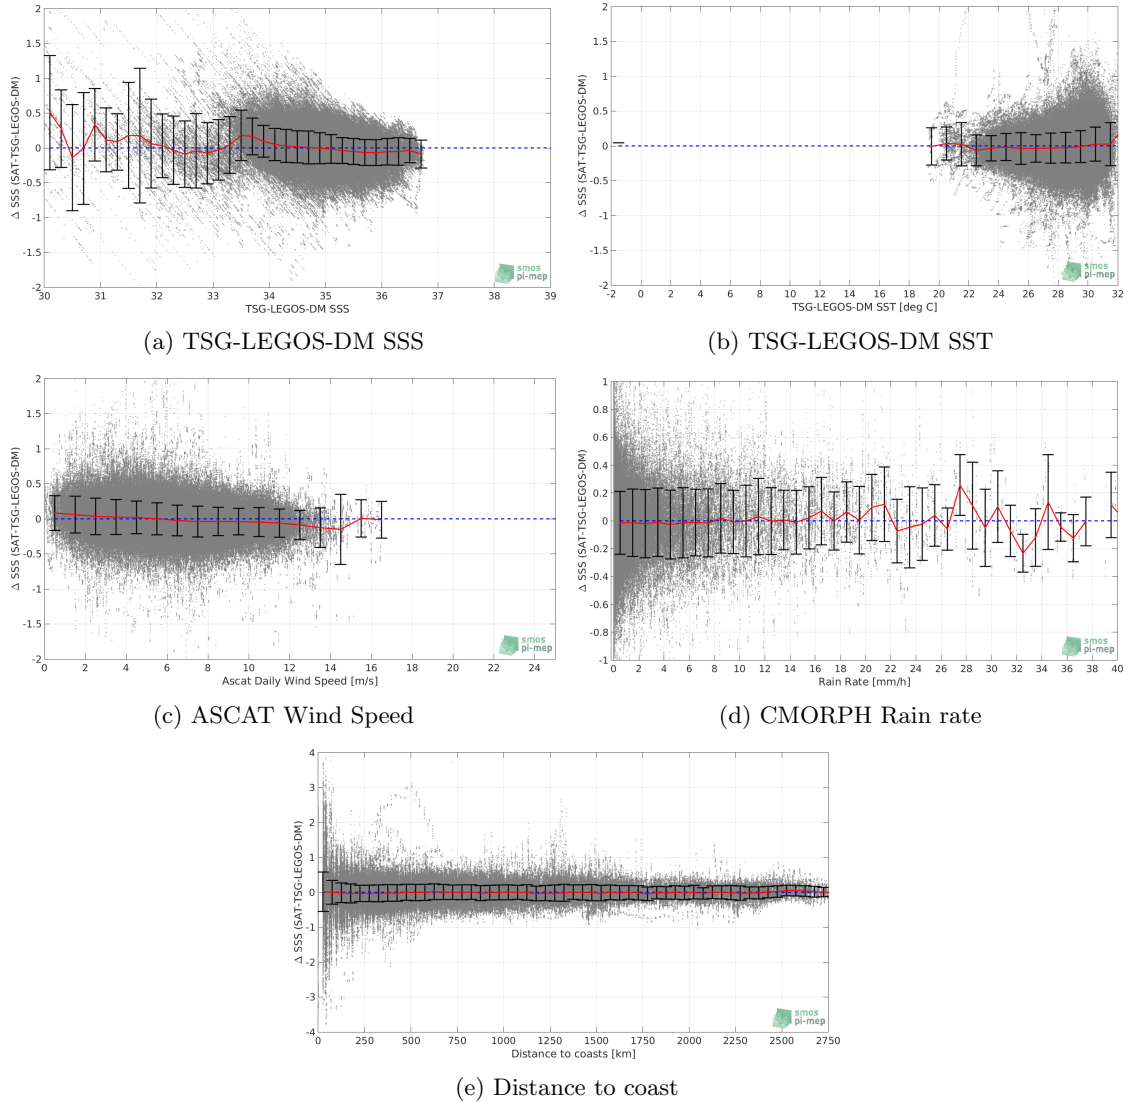 2
1.5
1
0.5
0
-0.5
-1
-1.5
-2
Δ SSS (SAT-TSG-LEGOS-DM)
30 31 32 33 34 35 36 37 38 39
TSG-LEGOS-DM SSS
smos
pi-mep
(a) TSG-LEGOS-DM SSS
2
1.5
1
0.5
0
-0.5
-1
-1.5
-2
Δ SSS (SAT-TSG-LEGOS-DM)
-2 0 2 4 6 8 10 12 14 16 18 20 22 24 26 28 30 32
TSG-LEGOS-DM SST [deg C]
smos
pi-mep
(b) TSG-LEGOS-DM SST
2
1.5
1
0.5
0
-0.5
-1
-1.5
-2
Δ SSS (SAT-TSG-LEGOS-DM)
0 2 4 6 8 10 12 14 16 18 20 22 24
Ascat Daily Wind Speed [m/s]
smos
pi-mep
(c) ASCAT Wind Speed
1
0.8
0.6
0.4
0.2
0
-0.2
-0.4
-0.6
-0.8
-1
Δ SSS (SAT-TSG-LEGOS-DM)
0 2 4 6 8 10 12 14 16 18 20 22 24 26 28 30 32 34 36 38 40
Rain Rate [mm/h]
smos
pi-mep
(d) CMORPH Rain rate
4
3
2
1
0
-1
-2
-3
-4
Δ SSS (SAT-TSG-LEGOS-DM)
0 250 500 750 1000 1250 1500 1750 2000 2250 2500 2750
Distance to coasts [km]
smos
pi-mep
(e) Distance to coast